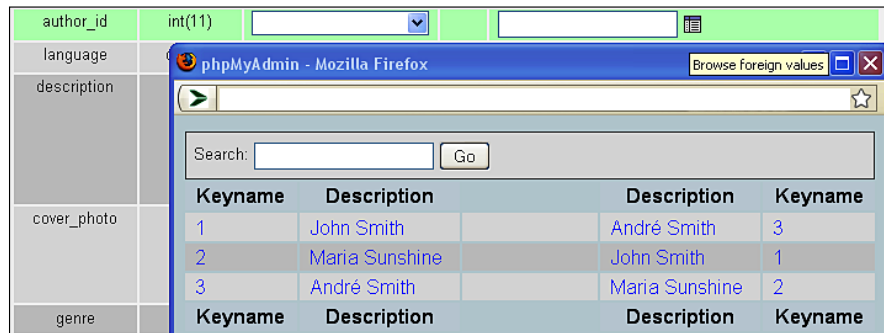 author_id int(11)
language
phpMyAdmin - Mozilla Firefox
Browse foreign values
description
Search: Go
Keyname Description Description Keyname
1 John Smith André Smith 3
cover_photo
2 Maria Sunshine John Smith 1
3 André Smith Maria Sunshine 2
genre
Keyname Description Description Keyname